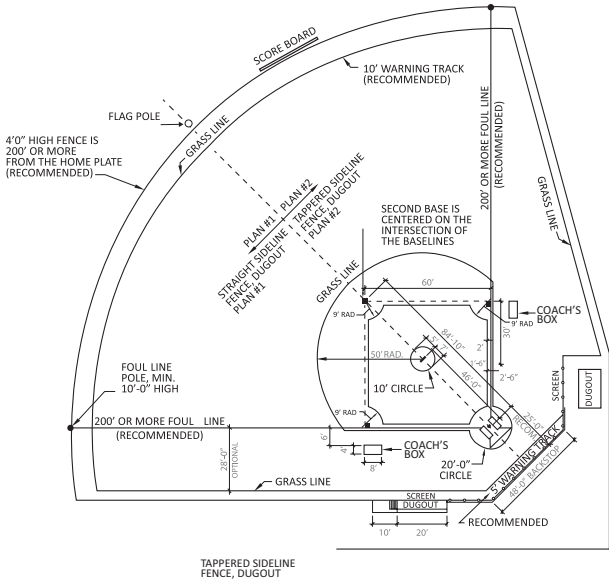 SCORE BOARD
10' WARNING TRACK
(RECOMMENDED)
FLAG POLE
4'0" HIGH FENCE IS
200' OR MORE
FROM THE HOME PLATE
(RECOMMENDED)
GRASS LINE
200' OR MORE FOUL LINE
(RECOMMENDED)
GRASS LINE
PLAN #1
PLAN #2
STRAIGHT SIDELINE
FENCE, DUGOUT
PLAN #1
TAPPERED SIDELINE
FENCE, DUGOUT
PLAN #2
SECOND BASE IS
CENTERED ON THE
INTERSECTION OF
THE BASELINES
GRASS LINE
60'
9' RAD
9' RAD
COACH'S
BOX
30'
84'-10"
5'-7"
46'-0"
2'
1'-6"
2'-6"
50' RAD.
10' CIRCLE
FOUL LINE
POLE, MIN.
10'-0" HIGH
SCREEN
DUGOUT
9' RAD
200' OR MORE FOUL LINE
(RECOMMENDED)
25'-0"
RECOM.
28'-0"
OPTIONAL
6'
4'
8'
COACH'S
BOX
20'-0"
CIRCLE
5' WARNING TRACK
48'-0" BACKSTOP
GRASS LINE
SCREEN
DUGOUT
RECOMMENDED
10'
20'
TAPPERED SIDELINE
FENCE, DUGOUT